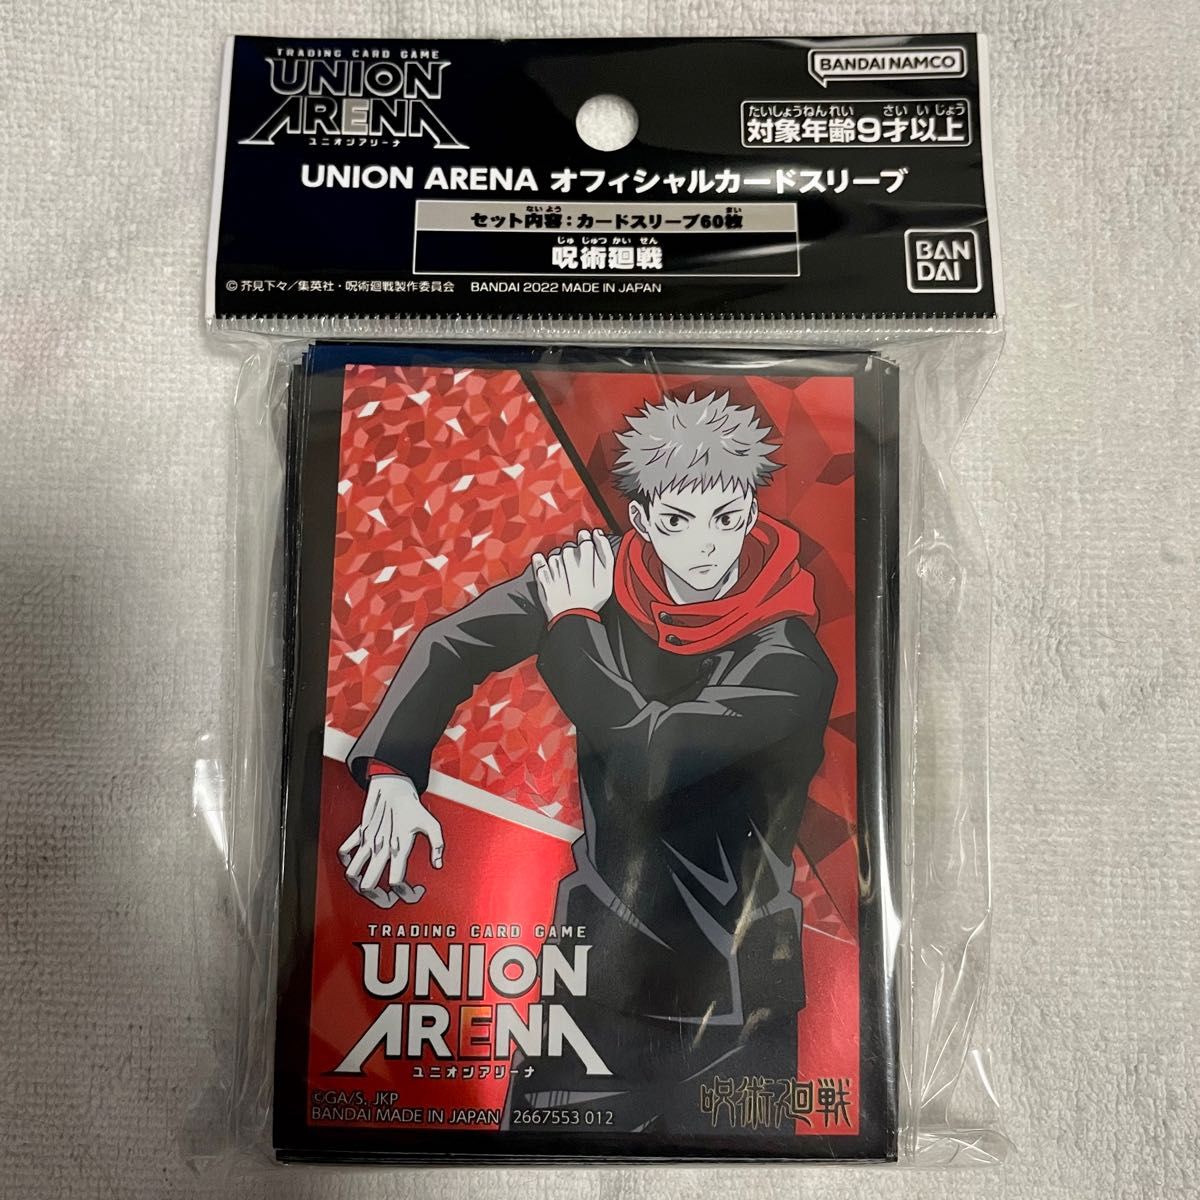 TRADING CARD GAME
UNION
ARENA
ユニオンアリーナ
BANDAI NAMCO
たいしょうねんれい さい いじょう
対象年齢9才以上
UNION ARENA オフィシャルカードスリーブ
ないよう まい
セット内容：カードスリーブ60枚
じゅ じゅつ かい せん
呪術廻戦
BAN
DAI
©芥見下々／集英社・呪術廻戦製作委員会 BANDAI 2022 MADE IN JAPAN
TRADING CARD GAME
UNION
ARENA
ユニオンアリーナ
©GA/S, JKP
BANDAI MADE IN JAPAN 2667553 012
呪術廻戦